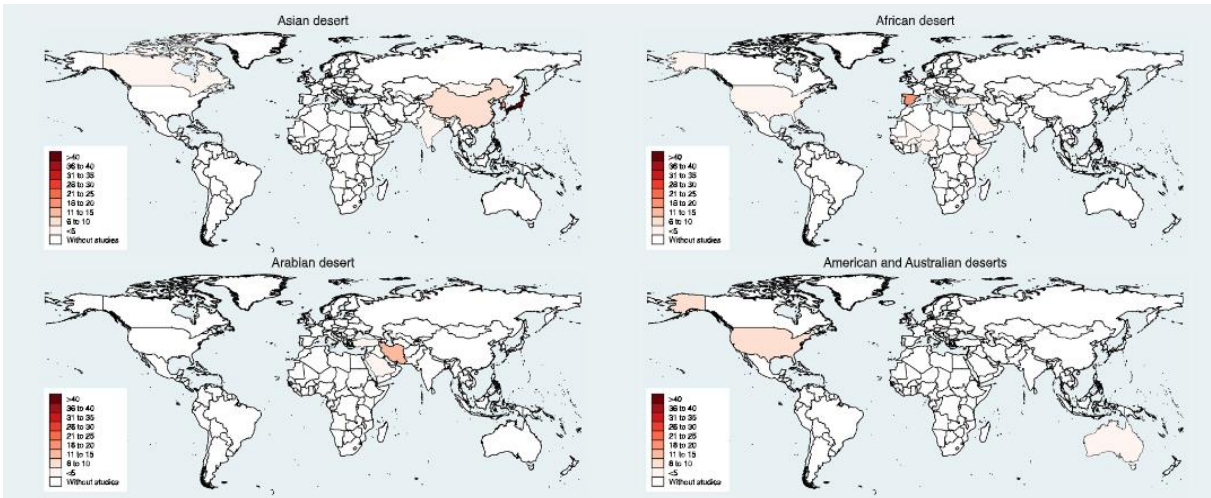 Asian desert
>40
36 to 40
31 to 35
26 to 30
21 to 25
16 to 20
11 to 15
6 to 10
<5
Without studies
African desert
>40
36 to 40
31 to 35
26 to 30
21 to 25
16 to 20
11 to 15
6 to 10
<5
Without studies
Arabian desert
>40
36 to 40
31 to 35
26 to 30
21 to 25
16 to 20
11 to 15
6 to 10
<5
Without studies
American and Australian deserts
>40
36 to 40
31 to 35
26 to 30
21 to 25
16 to 20
11 to 15
6 to 10
<5
Without studies